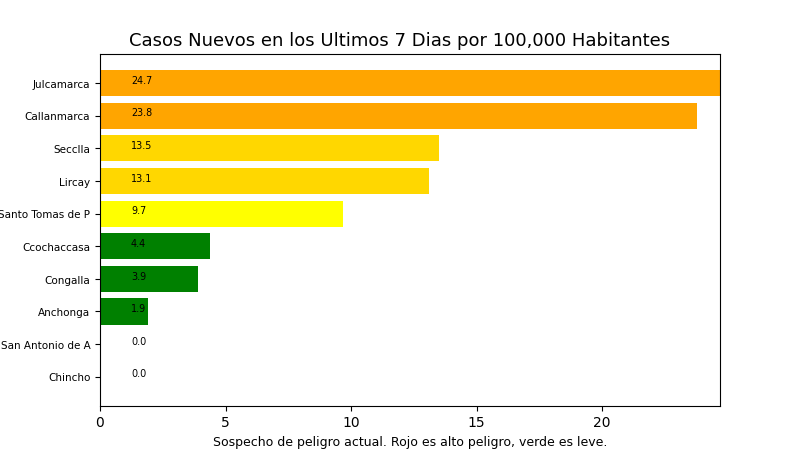 Casos Nuevos en los Ultimos 7 Dias por 100,000 Habitantes
Julcamarca 24.7
Callanmarca 23.8
Secclla 13.5
Lircay 13.1
Santo Tomas de P 9.7
Ccochaccasa 4.4
Congalla 3.9
Anchonga 1.9
San Antonio de A 0.0
Chincho 0.0
0 5 10 15 20
Sospecho de peligro actual. Rojo es alto peligro, verde es leve.